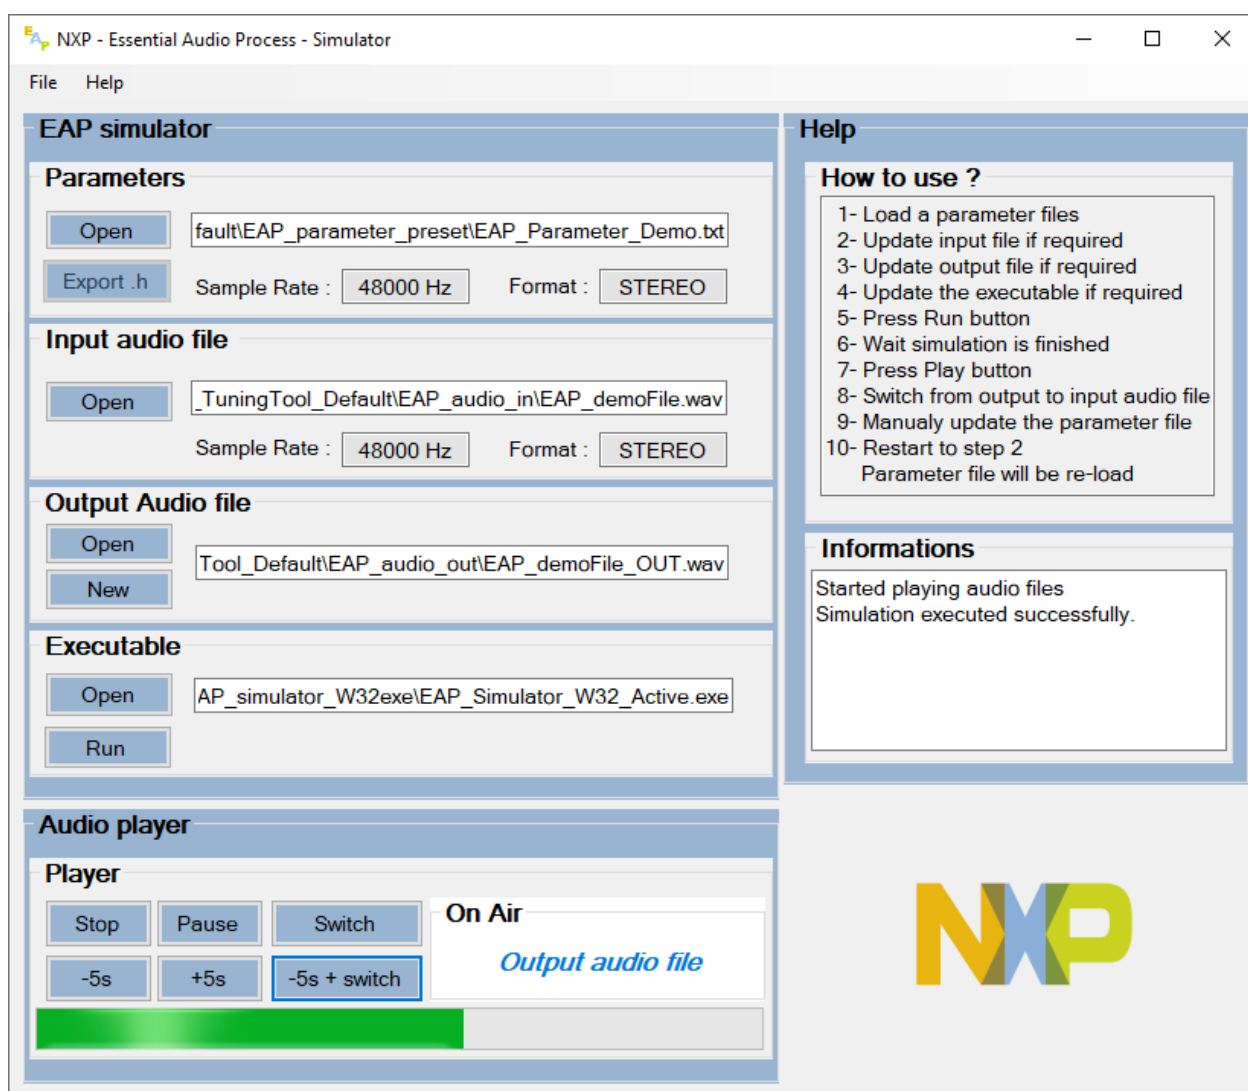 EAP NXP - Essential Audio Process - Simulator
File Help
EAP simulator
Parameters
Open fault\EAP_parameter_preset\EAP_Parameter_Demo.txt
Export .h Sample Rate : 48000 Hz Format : STEREO
Input audio file
Open _TuningTool_Default\EAP_audio_in\EAP_demoFile.wav
Sample Rate : 48000 Hz Format : STEREO
Output Audio file
Open
New
Tool_Default\EAP_audio_out\EAP_demoFile_OUT.wav
Executable
Open AP_simulator_W32exe\EAP_Simulator_W32_Active.exe
Run
Audio player
Player
Stop Pause Switch
-5s +5s -5s + switch
On Air
Output audio file
Help
How to use ?
1- Load a parameter files
2- Update input file if required
3- Update output file if required
4- Update the executable if required
5- Press Run button
6- Wait simulation is finished
7- Press Play button
8- Switch from output to input audio file
9- Manualy update the parameter file
10- Restart to step 2
Parameter file will be re-load
Informations
Started playing audio files
Simulation executed successfully.
NXP